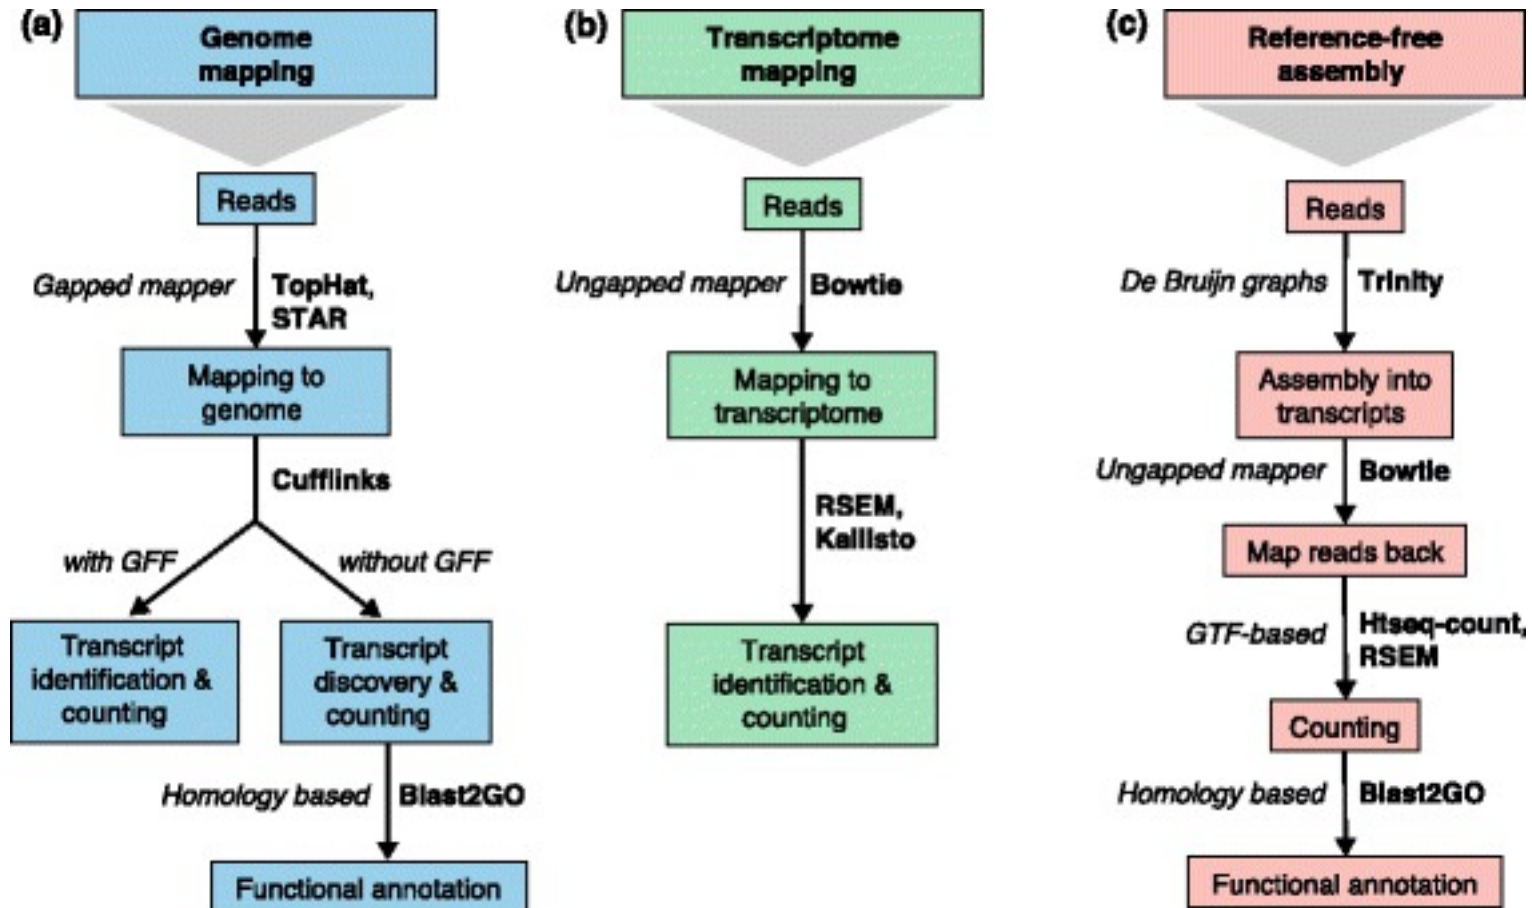 (a)
Genome
mapping
Reads
Gapped mapper
TopHat,
STAR
Mapping to
genome
Cufflinks
with GFF
without GFF
Transcript
identification &
counting
Transcript
discovery &
counting
Homology based
Blast2GO
Functional annotation
(b)
Transcriptome
mapping
Reads
Ungapped mapper
Bowtie
Mapping to
transcriptome
RSEM,
Kallisto
Transcript
identification &
counting
(c)
Reference-free
assembly
Reads
De Bruijn graphs
Trinity
Assembly into
transcripts
Ungapped mapper
Bowtie
Map reads back
GTF-based
Htseq-count,
RSEM
Counting
Homology based
Blast2GO
Functional annotation